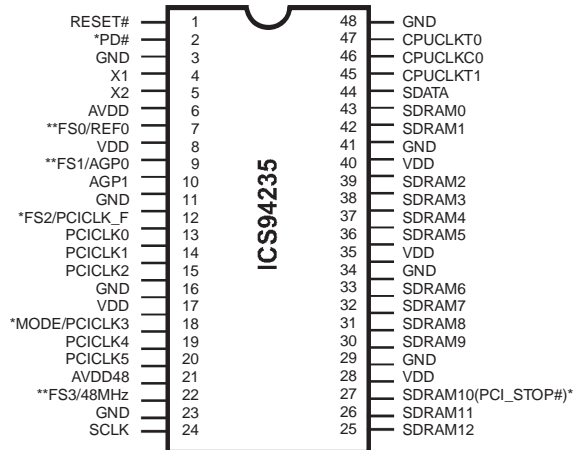 RESET# 1 48 GND
*PD# 2 47 CPUCLKT0
GND 3 46 CPUCLKC0
X1 4 45 CPUCLKT1
X2 5 44 SDATA
AVDD 6 43 SDRAM0
**FS0/REF0 7 42 SDRAM1
VDD 8 41 GND
**FS1/AGP0 9 40 VDD
AGP1 10 39 SDRAM2
GND 11 38 SDRAM3
*FS2/PCICLK_F 12 37 SDRAM4
PCICLK0 13 36 SDRAM5
PCICLK1 14 35 VDD
PCICLK2 15 34 GND
GND 16 33 SDRAM6
VDD 17 32 SDRAM7
*MODE/PCICLK3 18 31 SDRAM8
PCICLK4 19 30 SDRAM9
PCICLK5 20 29 GND
AVDD48 21 28 VDD
**FS3/48MHz 22 27 SDRAM10(PCI_STOP#)*
GND 23 26 SDRAM11
SCLK 24 25 SDRAM12
ICS94235